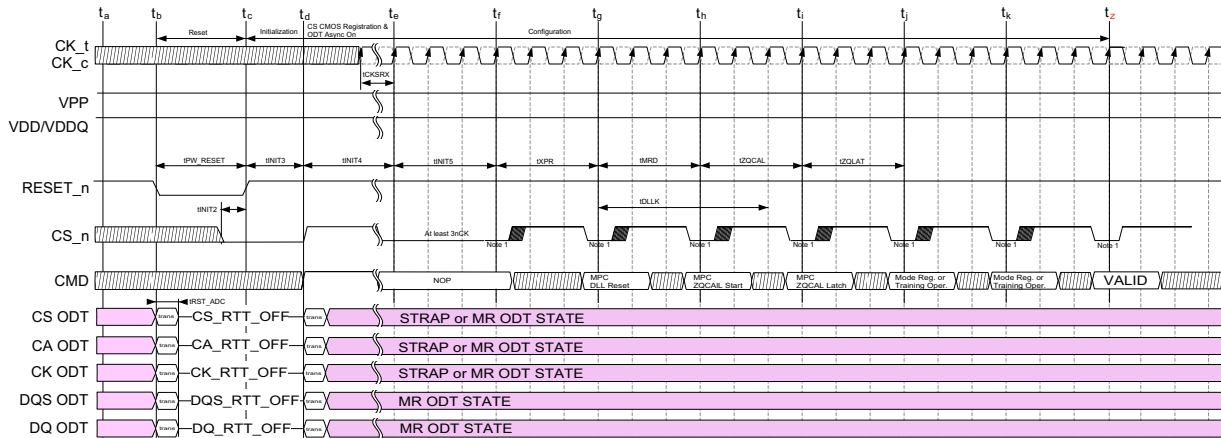 ta tb tc td te tf tg th ti tj tk tz
Reset
Initialization
CS CMOS Registration &
ODT Async On
Configuration
CK_t
CK_c
tCKSRX
VPP
VDD/VDDQ
tPW_RESET tINIT3 tINIT4 tINIT5 tXPR tMRD tZQCAL tZQLAT
RESET_n
tINIT2
tDLLK
CS_n
At least 3nCK
Note 1 Note 1 Note 1 Note 1 Note 1 Note 1 Note 1
CMD
NOP
MPC
DLL Reset
MPC
ZQCAlL Start
MPC
ZQCAL Latch
Mode Reg. or
Training Oper.
Mode Reg. or
Training Oper.
VALID
tRST_ADC
CS ODT trans CS_RTT_OFF trans STRAP or MR ODT STATE
CA ODT trans CA_RTT_OFF trans STRAP or MR ODT STATE
CK ODT trans CK_RTT_OFF trans STRAP or MR ODT STATE
DQS ODT trans DQS_RTT_OFF trans MR ODT STATE
DQ ODT trans DQ_RTT_OFF trans MR ODT STATE